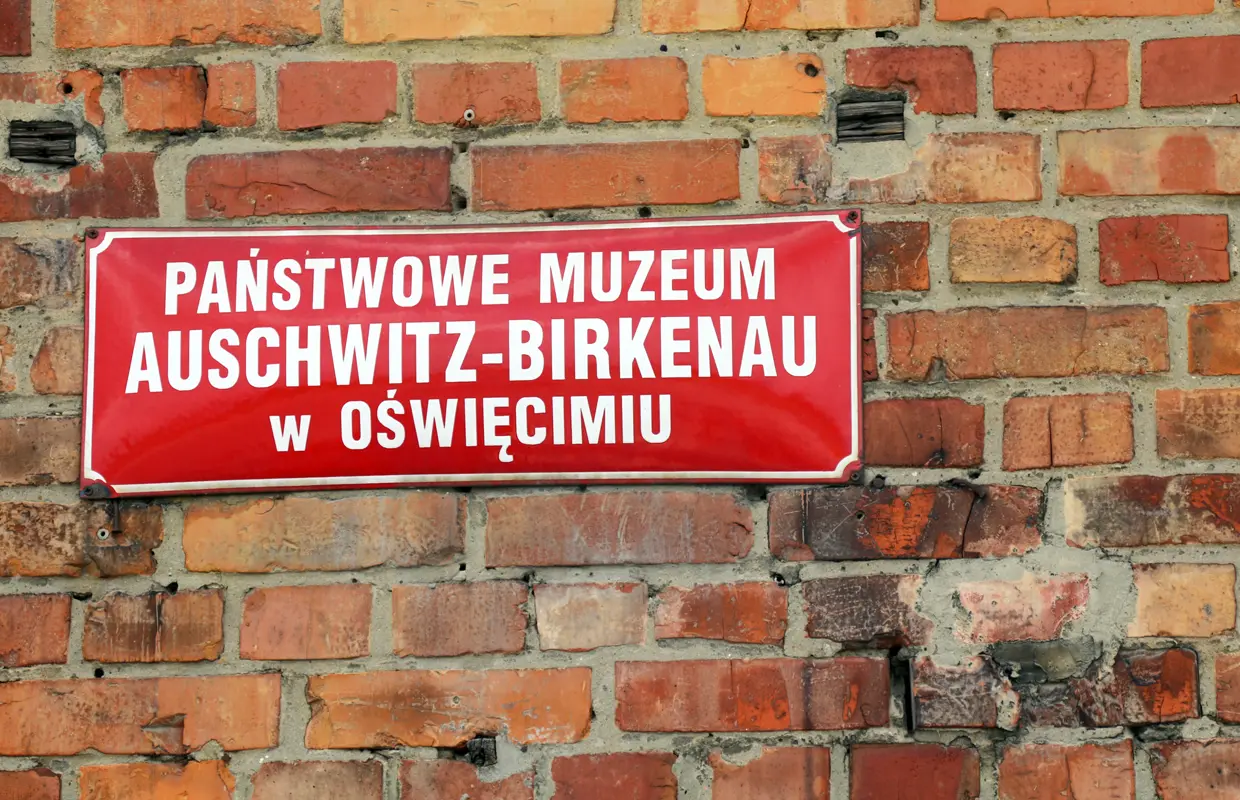 PAŃSTWOWE MUZEUM
AUSCHWITZ-BIRKENAU
w OŚWIĘCIMIU